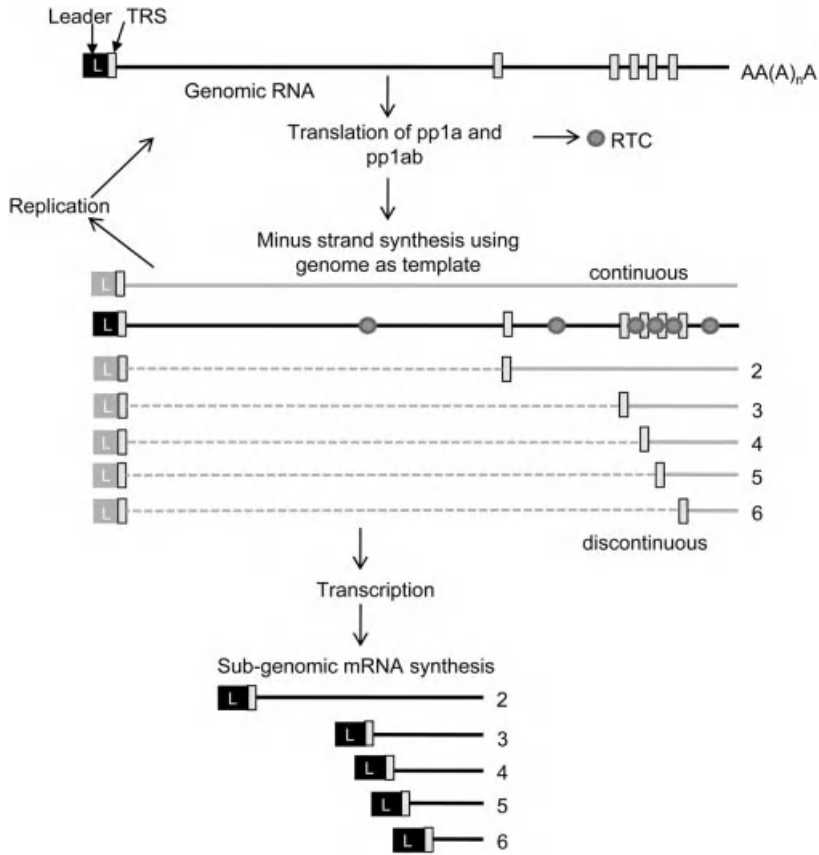 Leader TRS
L
AA(A)nA
Genomic RNA
Translation of pp1a and
pp1ab
RTC
Replication
Minus strand synthesis using
genome as template
continuous
L
L
L 2
L 3
L 4
L 5
L 6
discontinuous
Transcription
Sub-genomic mRNA synthesis
L 2
L 3
L 4
L 5
L 6